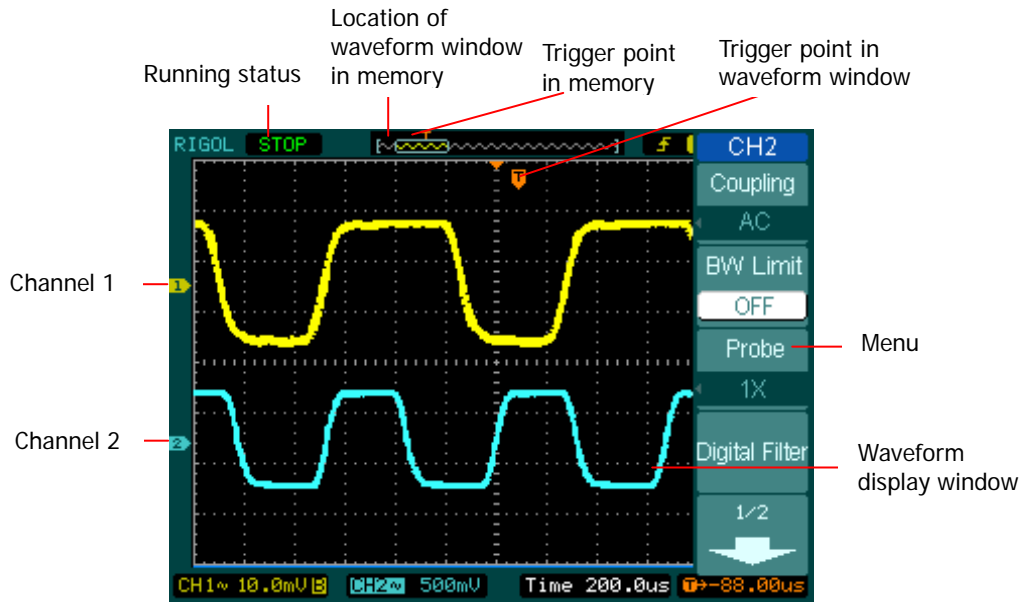 Location of
waveform window
in memory
Trigger point
in memory
Trigger point in
waveform window
Running status
RIGOL STOP
T
CH2
T
Coupling
AC
Channel 1
1
BW Limit
OFF
Probe
Menu
1X
Channel 2
2
Digital Filter
Waveform
display window
1/2
CH1~ 10.0mV B CH2~ 500mV Time 200.0us T→-88.00us